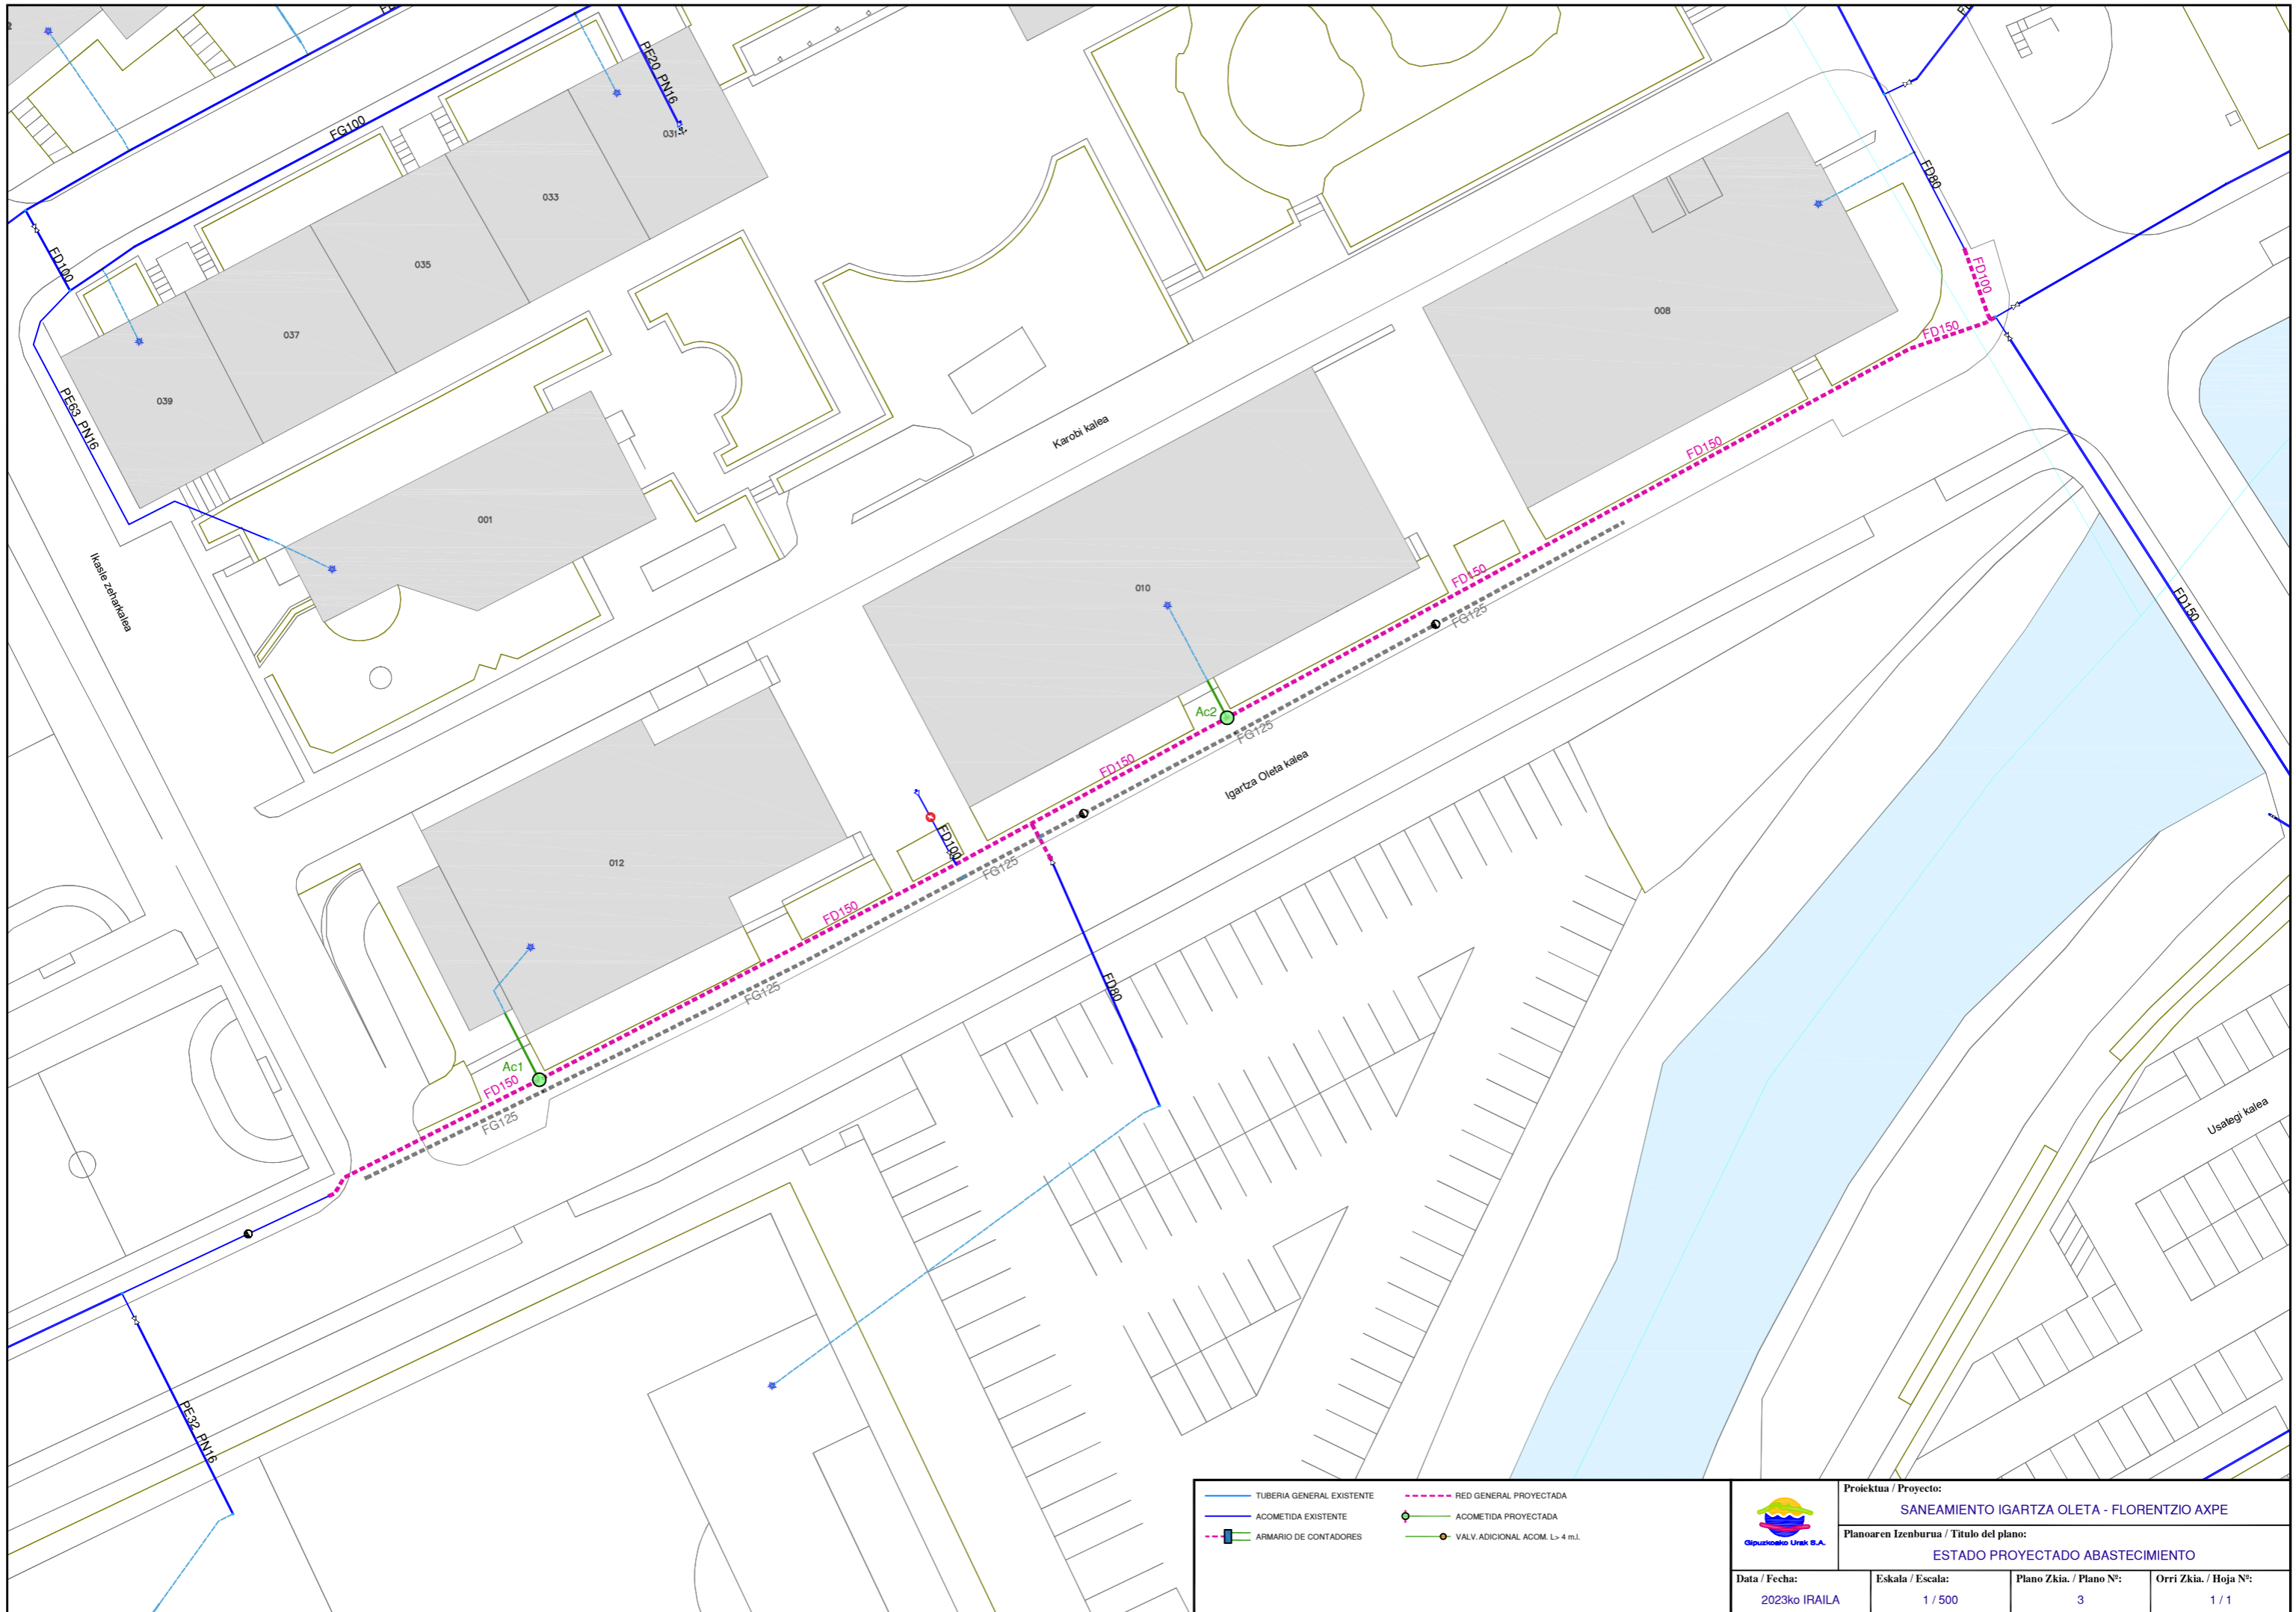 FG100
PE20 PN16
031
033
035
037
039
FD100
PE63 PN16
001
Ikasle zeharkalea
Karobi kalea
008
FD80
FD100
FD150
FD150
FD150
FG125
010
Ac2
FG125
FD150
Igartza Oleta kalea
FD150
FD100
FG125
012
FD150
FG125
FD80
Ac1
FD150
FG125
PE32 PN16
Usategi kalea
TUBERIA GENERAL EXISTENTE
RED GENERAL PROYECTADA
ACOMETIDA EXISTENTE
ACOMETIDA PROYECTADA
ARMARIO DE CONTADORES
VALV. ADICIONAL ACOM. L> 4 m.l.
Gipuzkoako Urak S.A.
Proiektua / Proyecto:
SANEAMIENTO IGARTZA OLETA - FLORENTZIO AXPE
Planoaren Izenburua / Titulo del plano:
ESTADO PROYECTADO ABASTECIMIENTO
Data / Fecha:
2023ko IRAILA
Eskala / Escala:
1 / 500
Plano Zkia. / Plano Nº:
3
Orri Zkia. / Hoja Nº:
1 / 1